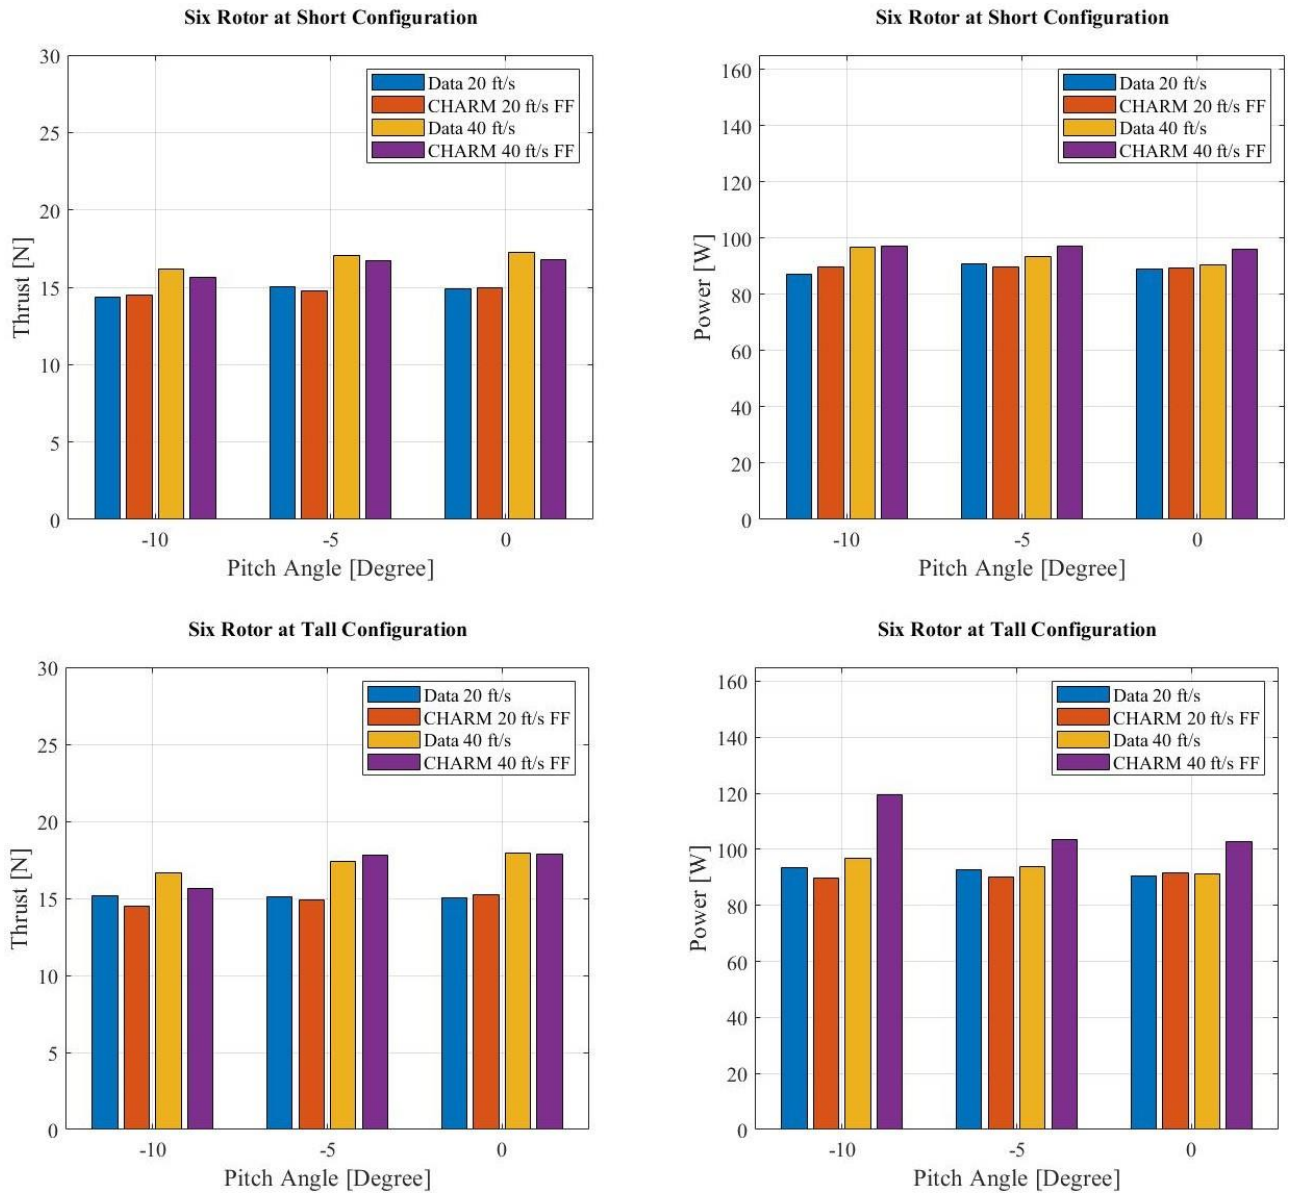 Six Rotor at Short Configuration
30
25
20
15
10
5
0
Thrust [N]
Data 20 ft/s
CHARM 20 ft/s FF
Data 40 ft/s
CHARM 40 ft/s FF
-10 -5 0
Pitch Angle [Degree]
Six Rotor at Short Configuration
160
140
120
100
80
60
40
20
0
Power [W]
Data 20 ft/s
CHARM 20 ft/s FF
Data 40 ft/s
CHARM 40 ft/s FF
-10 -5 0
Pitch Angle [Degree]
Six Rotor at Tall Configuration
30
25
20
15
10
5
0
Thrust [N]
Data 20 ft/s
CHARM 20 ft/s FF
Data 40 ft/s
CHARM 40 ft/s FF
-10 -5 0
Pitch Angle [Degree]
Six Rotor at Tall Configuration
160
140
120
100
80
60
40
20
0
Power [W]
Data 20 ft/s
CHARM 20 ft/s FF
Data 40 ft/s
CHARM 40 ft/s FF
-10 -5 0
Pitch Angle [Degree]